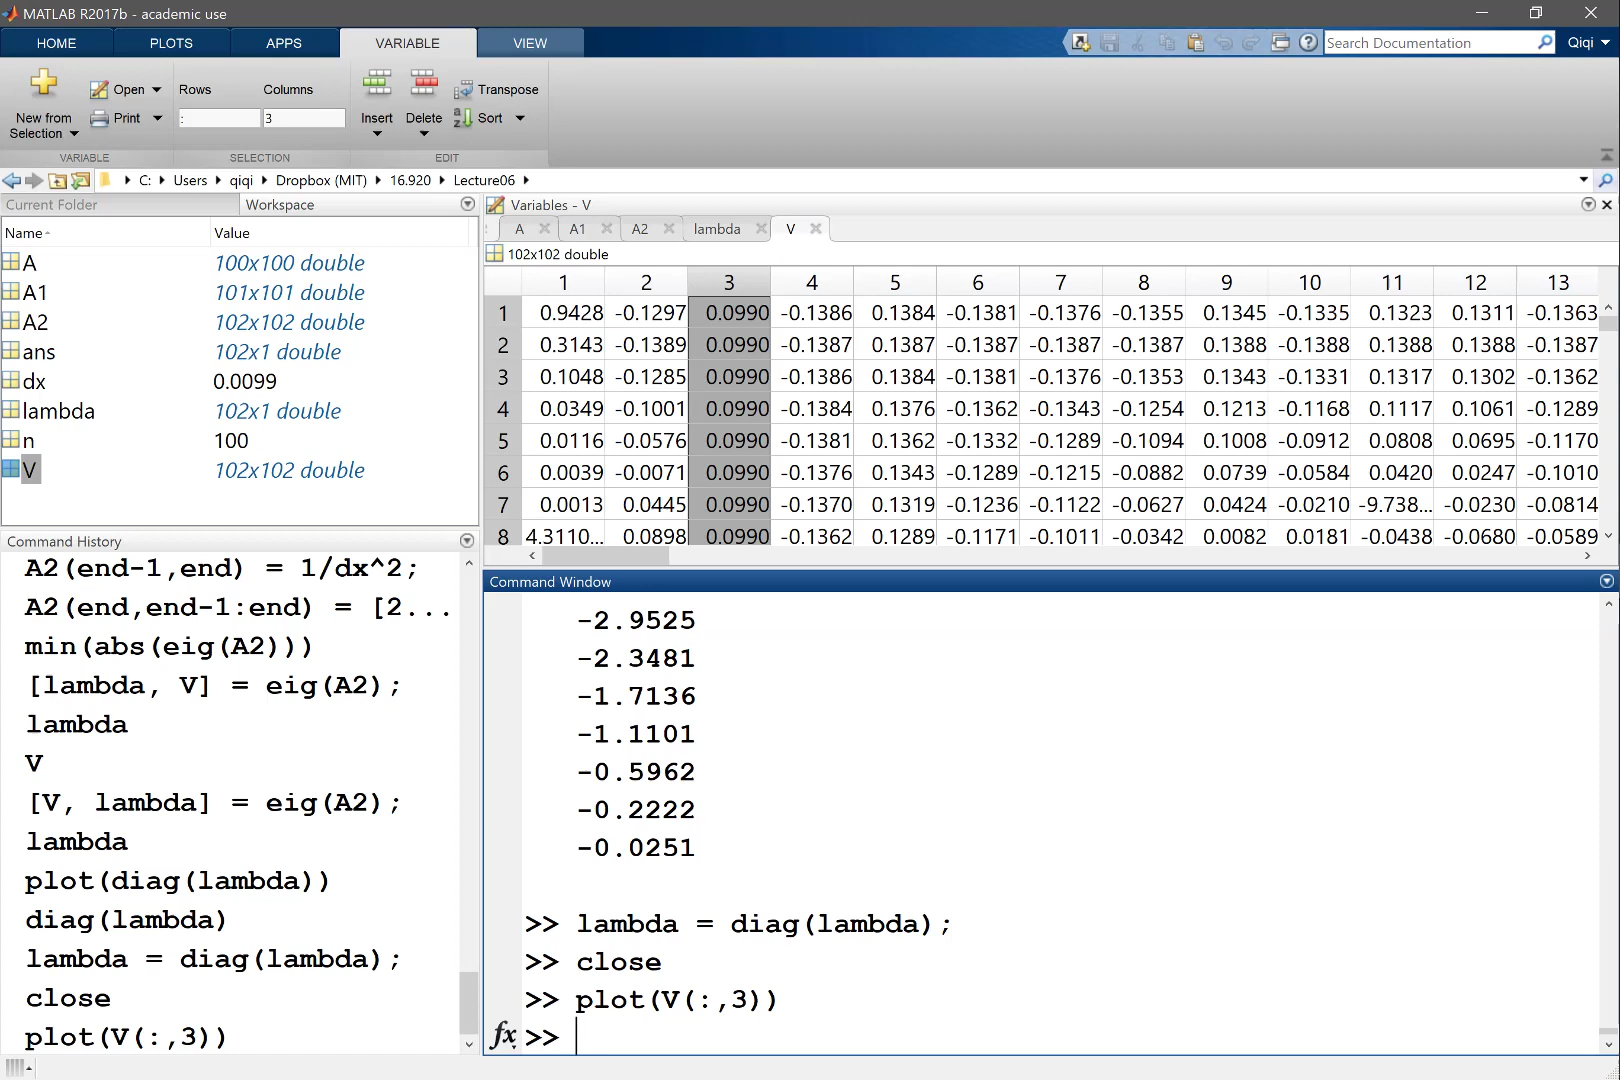 MATLAB R2017b - academic use
HOME PLOTS APPS VARIABLE VIEW
Search Documentation
Qiqi
New from Selection
Open
Print
Rows Columns
: 3
Insert Delete
Transpose
Sort
VARIABLE SELECTION EDIT
C: Users qiqi Dropbox (MIT) 16.920 Lecture06
Current Folder Workspace
Name Value
A 100x100 double
A1 101x101 double
A2 102x102 double
ans 102x1 double
dx 0.0099
lambda 102x1 double
n 100
V 102x102 double
Command History
A2(end-1,end) = 1/dx^2;
A2(end,end-1:end) = [2...
min(abs(eig(A2)))
[lambda, V] = eig(A2);
lambda
V
[V, lambda] = eig(A2);
lambda
plot(diag(lambda))
diag(lambda)
lambda = diag(lambda);
close
plot(V(:,3))
Variables - V
A A1 A2 lambda V
102x102 double
1 2 3 4 5 6 7 8 9 10 11 12 13
1 0.9428 -0.1297 0.0990 -0.1386 0.1384 -0.1381 -0.1376 -0.1355 0.1345 -0.1335 0.1323 0.1311 -0.1363
2 0.3143 -0.1389 0.0990 -0.1387 0.1387 -0.1387 -0.1387 -0.1387 0.1388 -0.1388 0.1388 0.1388 -0.1387
3 0.1048 -0.1285 0.0990 -0.1386 0.1384 -0.1381 -0.1376 -0.1353 0.1343 -0.1331 0.1317 0.1302 -0.1362
4 0.0349 -0.1001 0.0990 -0.1384 0.1376 -0.1362 -0.1343 -0.1254 0.1213 -0.1168 0.1117 0.1061 -0.1289
5 0.0116 -0.0576 0.0990 -0.1381 0.1362 -0.1332 -0.1289 -0.1094 0.1008 -0.0912 0.0808 0.0695 -0.1170
6 0.0039 -0.0071 0.0990 -0.1376 0.1343 -0.1289 -0.1215 -0.0882 0.0739 -0.0584 0.0420 0.0247 -0.1010
7 0.0013 0.0445 0.0990 -0.1370 0.1319 -0.1236 -0.1122 -0.0627 0.0424 -0.0210 -9.738... -0.0230 -0.0814
8 4.3110... 0.0898 0.0990 -0.1362 0.1289 -0.1171 -0.1011 -0.0342 0.0082 0.0181 -0.0438 -0.0680 -0.0589
Command Window
-2.9525
-2.3481
-1.7136
-1.1101
-0.5962
-0.2222
-0.0251
>> lambda = diag(lambda);
>> close
>> plot(V(:,3))
fx >>